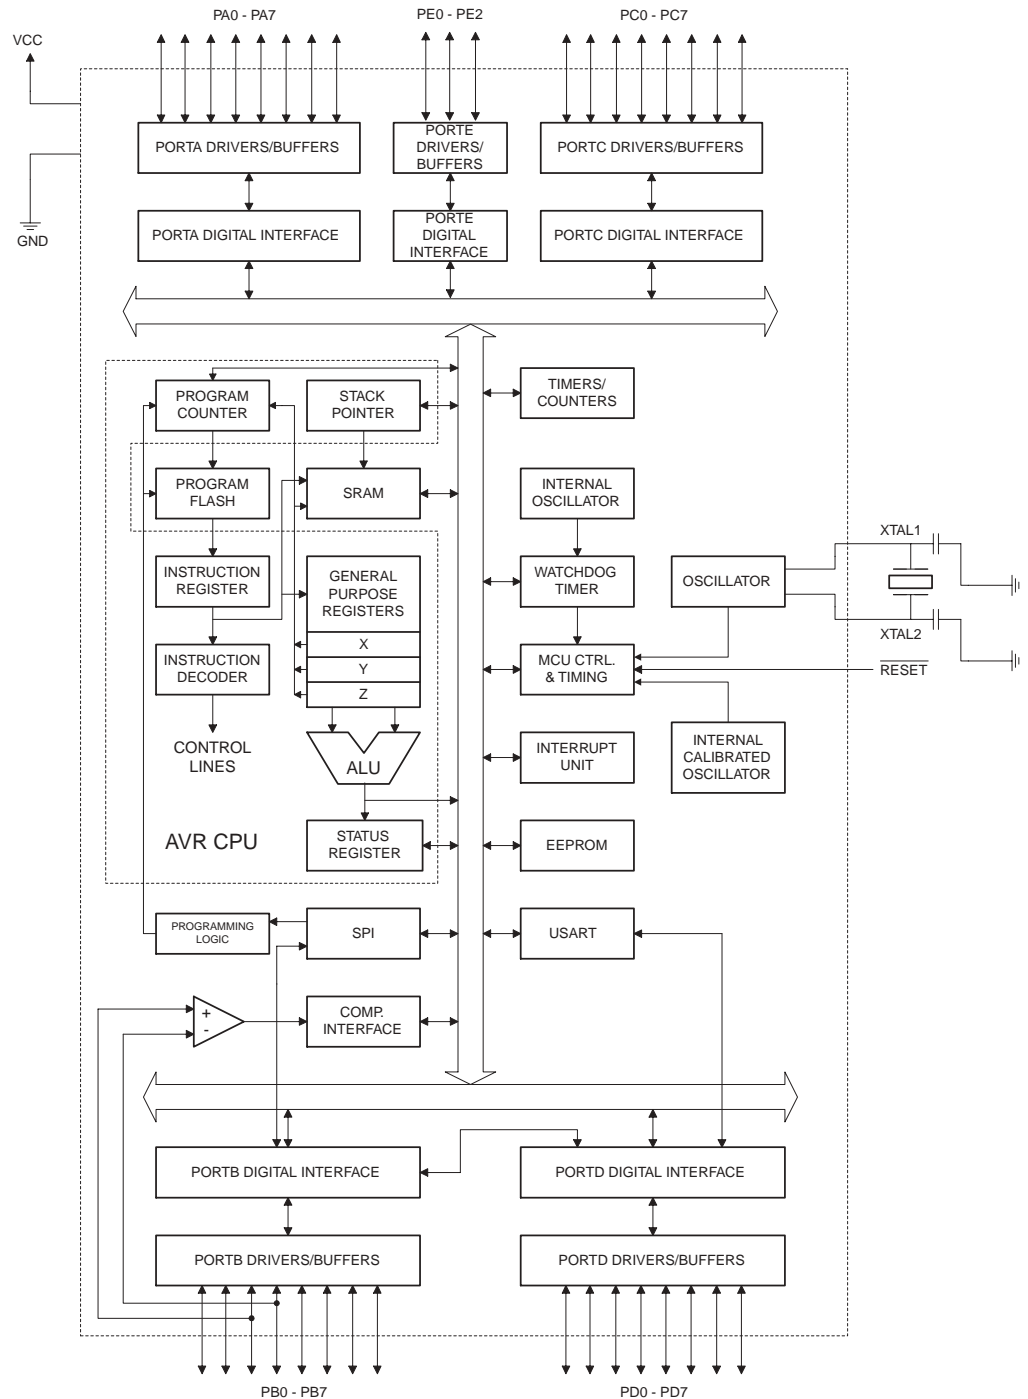 PA0 - PA7
PE0 - PE2
PC0 - PC7
VCC
PORTA DRIVERS/BUFFERS
PORTE
DRIVERS/
BUFFERS
PORTC DRIVERS/BUFFERS
GND
PORTA DIGITAL INTERFACE
PORTE
DIGITAL
INTERFACE
PORTC DIGITAL INTERFACE
PROGRAM
COUNTER
STACK
POINTER
TIMERS/
COUNTERS
PROGRAM
FLASH
SRAM
INTERNAL
OSCILLATOR
XTAL1
INSTRUCTION
REGISTER
GENERAL
PURPOSE
REGISTERS
WATCHDOG
TIMER
OSCILLATOR
XTAL2
X
Y
Z
INSTRUCTION
DECODER
MCU CTRL.
& TIMING
RESET
CONTROL
LINES
ALU
INTERRUPT
UNIT
INTERNAL
CALIBRATED
OSCILLATOR
AVR CPU
STATUS
REGISTER
EEPROM
PROGRAMMING
LOGIC
SPI
USART
+
-
COMP.
INTERFACE
PORTB DIGITAL INTERFACE
PORTD DIGITAL INTERFACE
PORTB DRIVERS/BUFFERS
PORTD DRIVERS/BUFFERS
PB0 - PB7
PD0 - PD7